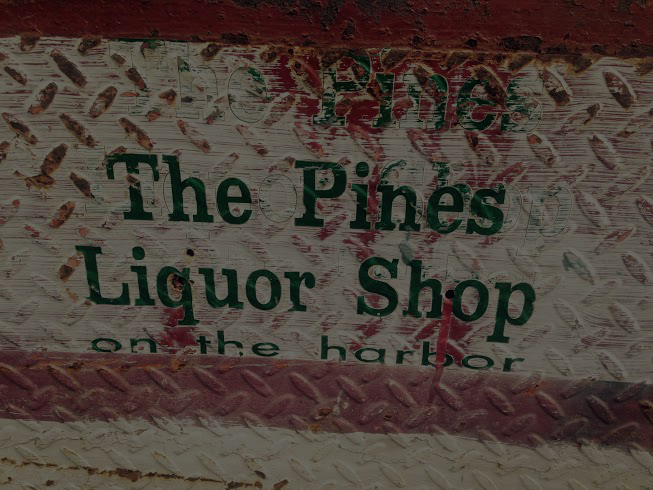 The Pines
The Pines
Liquor Shop
on the harbor